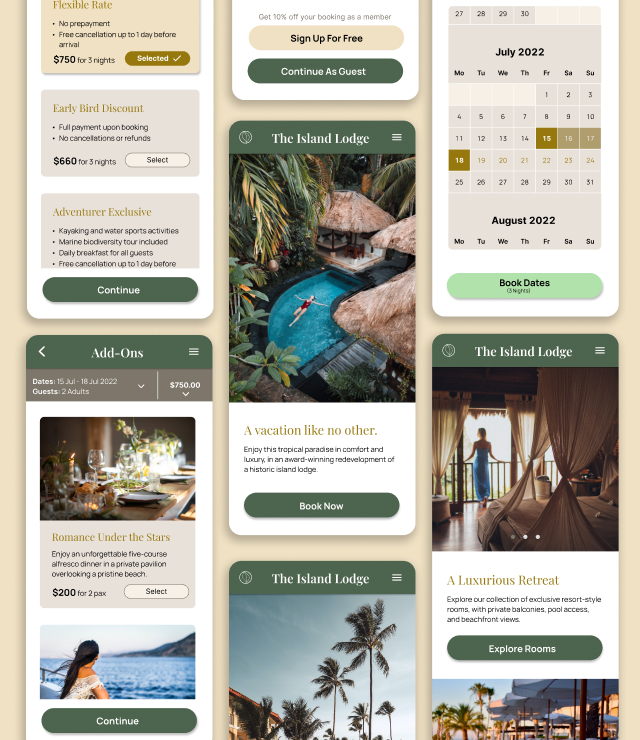 Flexible Rate
• No prepayment
• Free cancellation up to 1 day before
arrival
$750 for 3 nights
Selected
Early Bird Discount
• Full payment upon booking
• No cancellations or refunds
$660 for 3 nights
Select
Adventurer Exclusive
• Kayaking and water sports activities
• Marine biodiversity tour included
• Daily breakfast for all guests
• Free cancellation up to 1 day before
Continue
Add-Ons
Dates: 15 Jul - 18 Jul 2022
Guests: 2 Adults
$750.00
Romance Under the Stars
Enjoy an unforgettable five-course
alfresco dinner in a private pavilion
overlooking a pristine beach.
$200 for 2 pax
Select
Continue
Get 10% off your booking as a member
Sign Up For Free
Continue As Guest
The Island Lodge
A vacation like no other.
Enjoy this tropical paradise in comfort and
luxury, in an award-winning redevelopment of
a historic island lodge.
Book Now
The Island Lodge
27 28 29 30
July 2022
Mo Tu We Th Fr Sa Su
1 2 3
4 5 6 7 8 9 10
11 12 13 14 15 16 17
18 19 20 21 22 23 24
25 26 27 28 29 30 31
August 2022
Mo Tu We Th Fr Sa Su
Book Dates
(3 Nights)
The Island Lodge
A Luxurious Retreat
Explore our collection of exclusive resort-style
rooms, with private balconies, pool access,
and beachfront views.
Explore Rooms